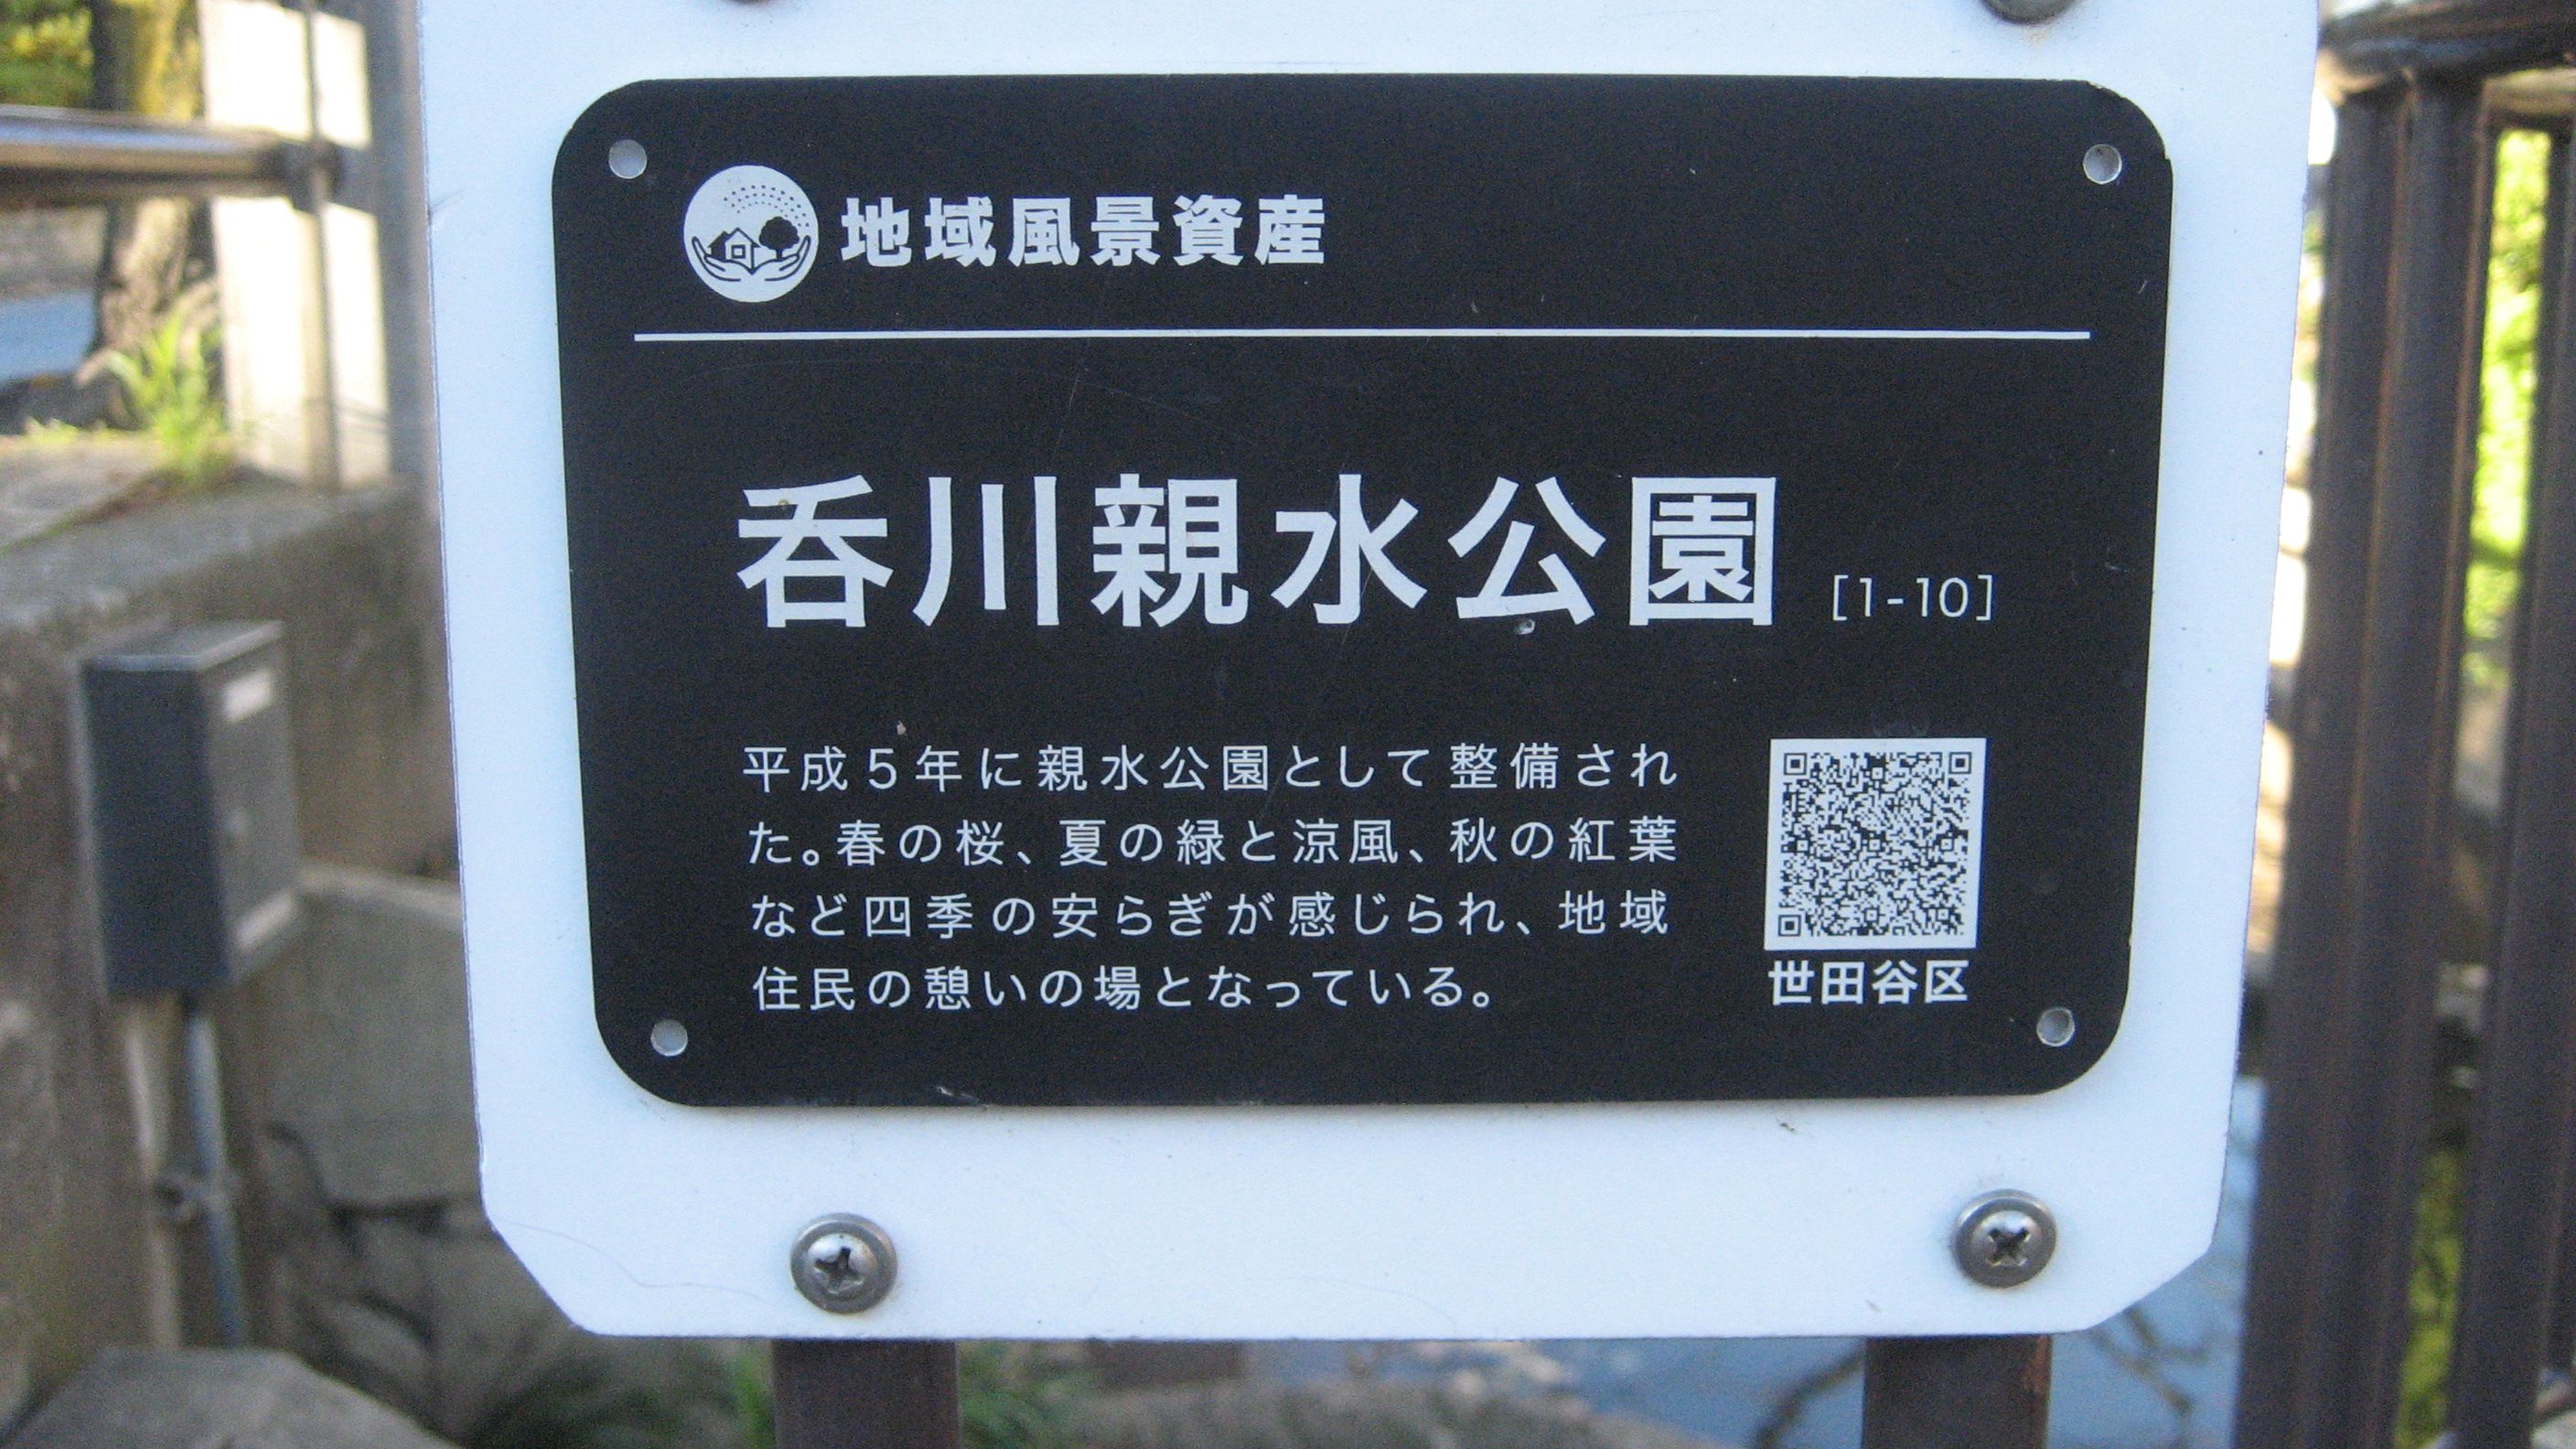 地域風景資産
呑川親水公園 [1-10]
平成5年に親水公園として整備され
た。春の桜、夏の緑と涼風、秋の紅葉
など四季の安らぎが感じられ、地域
住民の憩いの場となっている。
世田谷区